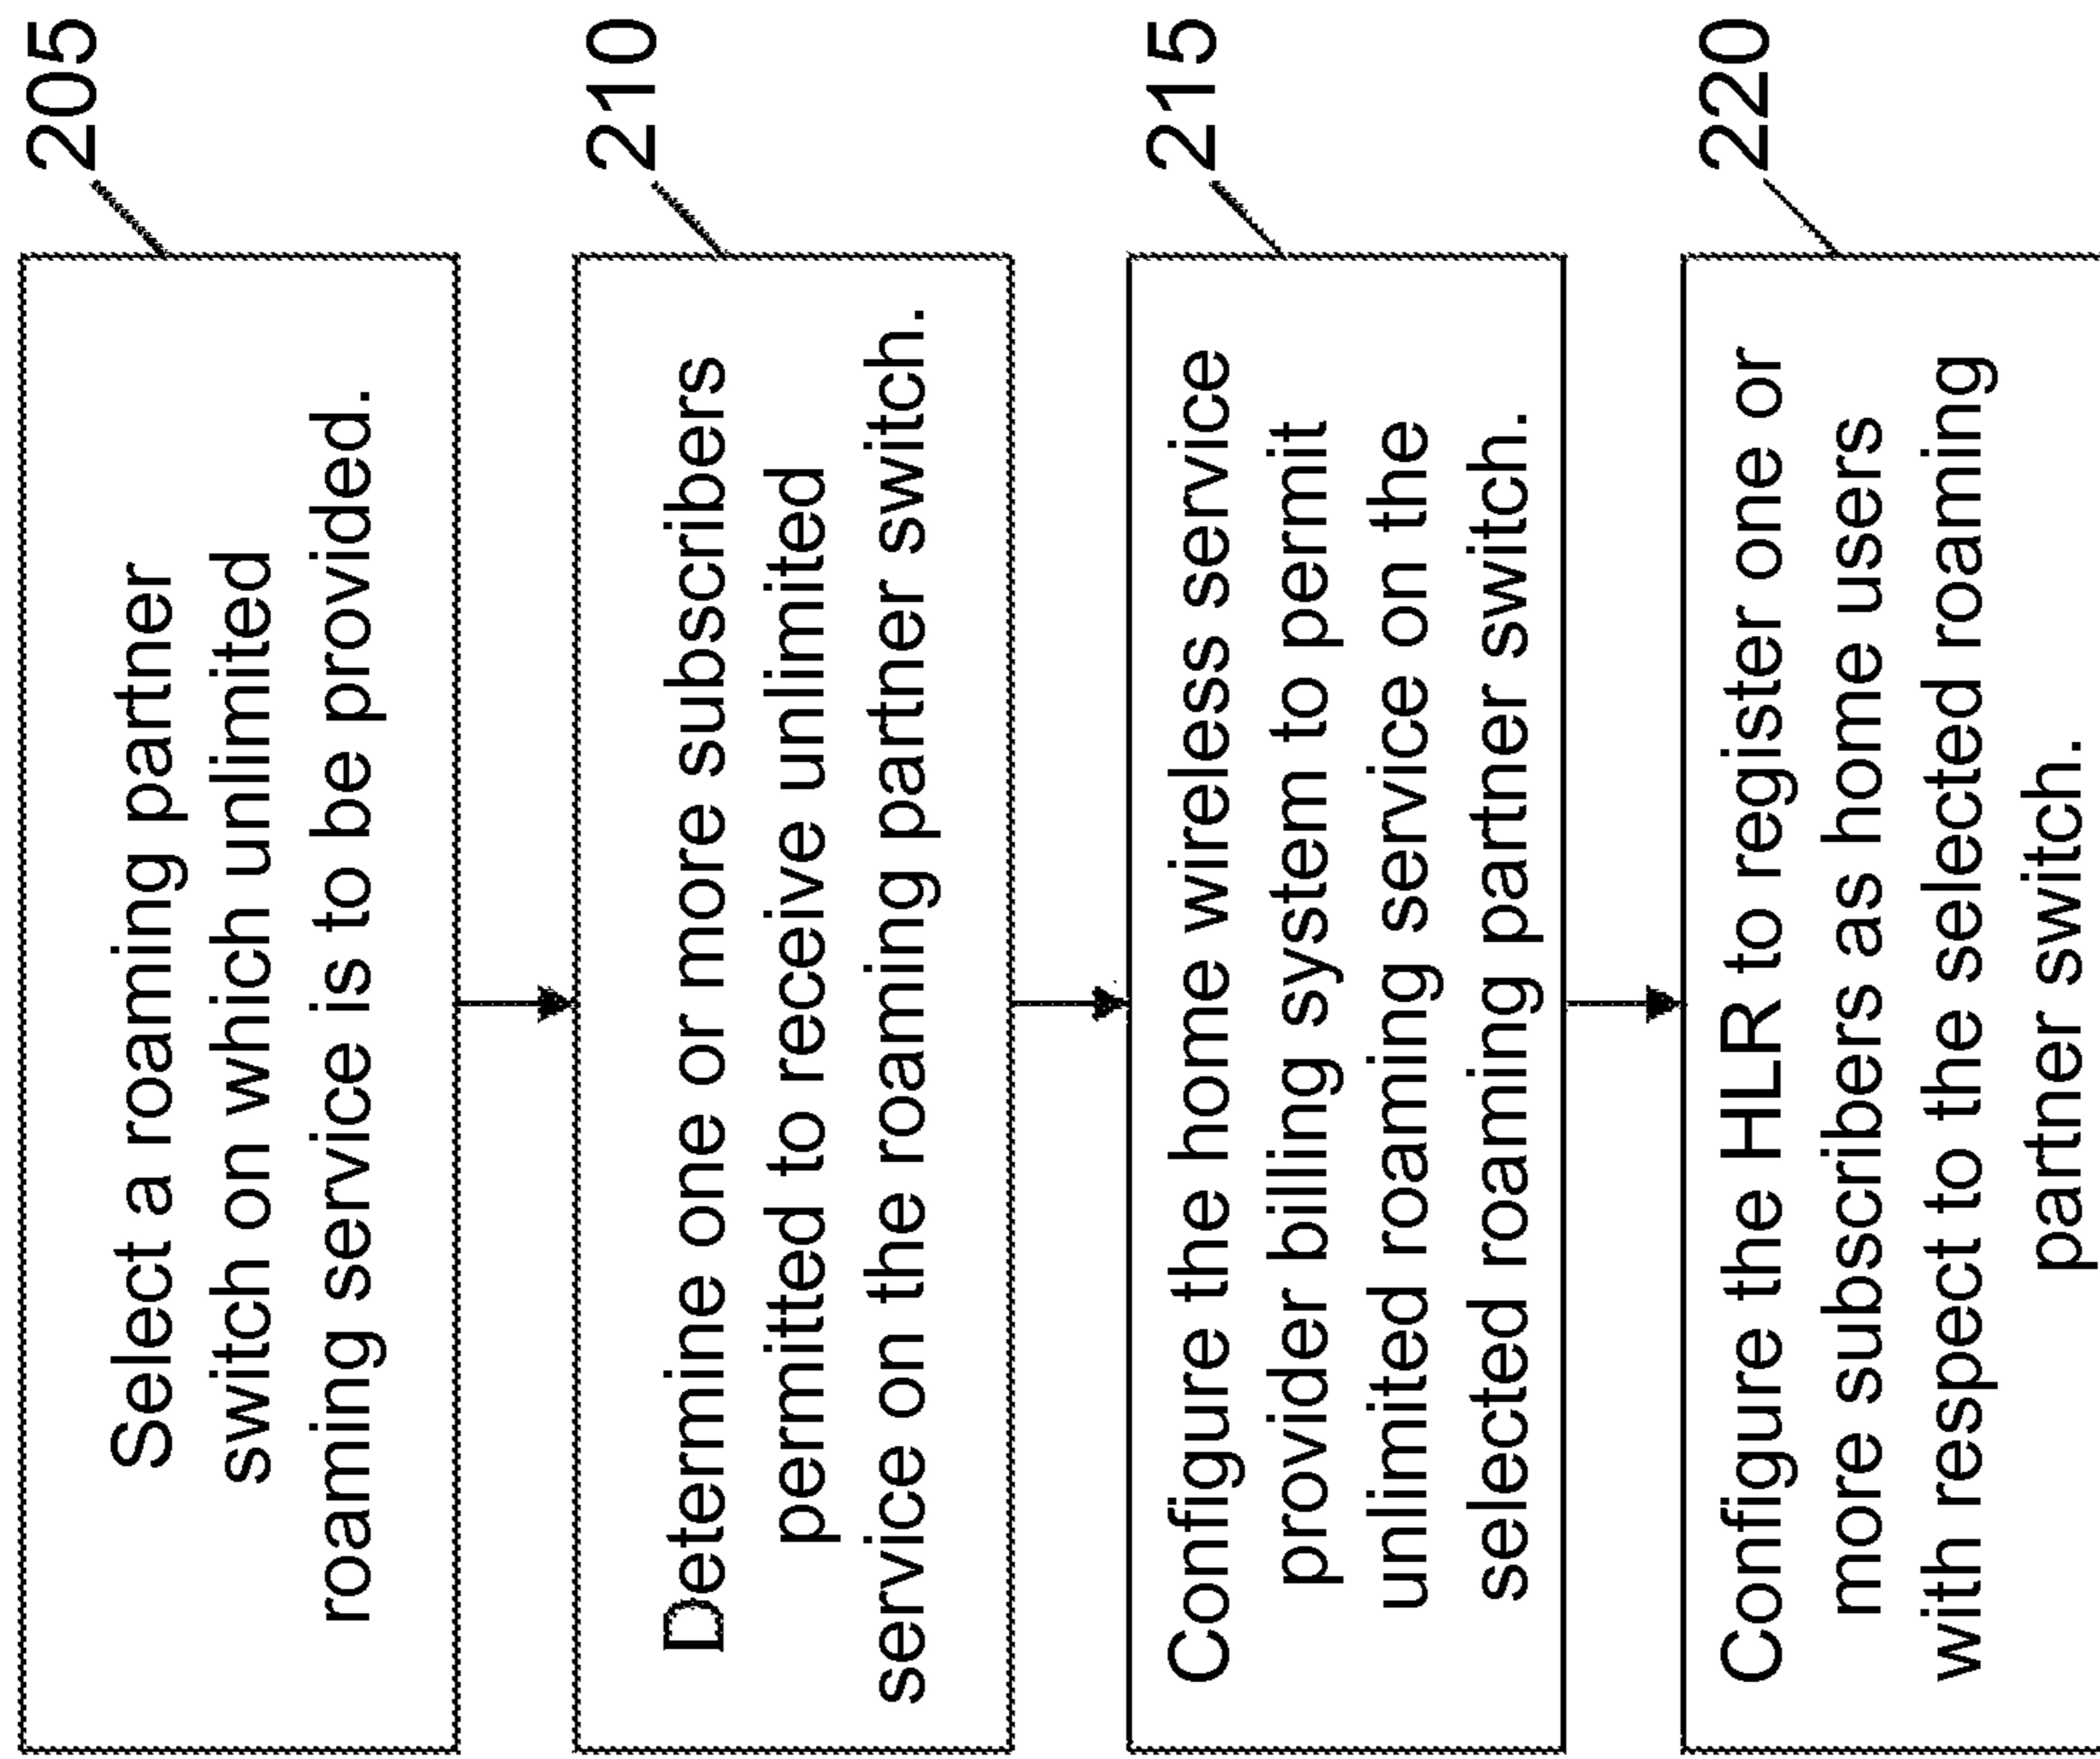 205
Select a roaming partner
switch on which unlimited
roaming service is to be provided.
210
Determine one or more subscribers
permitted to receive unlimited
service on the roaming partner switch.
215
Configure the home wireless service
provider billing system to permit
unlimited roaming service on the
selected roaming partner switch.
220
Configure the HLR to register one or
more subscribers as home users
with respect to the selected roaming
partner switch.